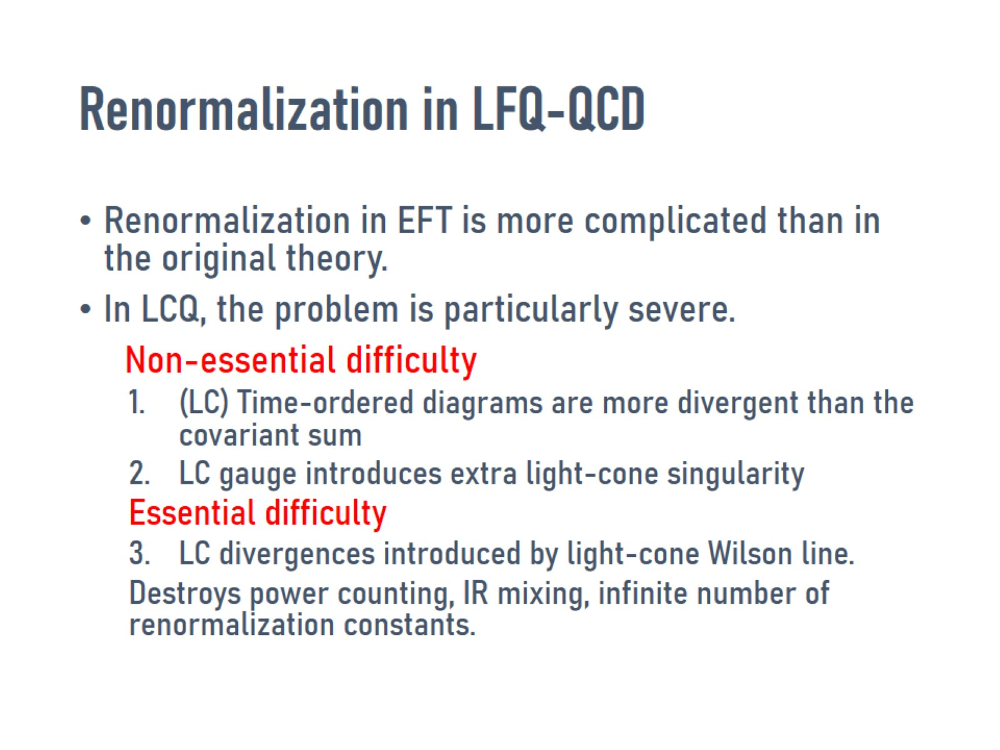 Renormalization in LFQ-QCD
• Renormalization in EFT is more complicated than in
the original theory.
• In LCQ, the problem is particularly severe.
Non-essential difficulty
1. (LC) Time-ordered diagrams are more divergent than the
covariant sum
2. LC gauge introduces extra light-cone singularity
Essential difficulty
3. LC divergences introduced by light-cone Wilson line.
Destroys power counting, IR mixing, infinite number of
renormalization constants.